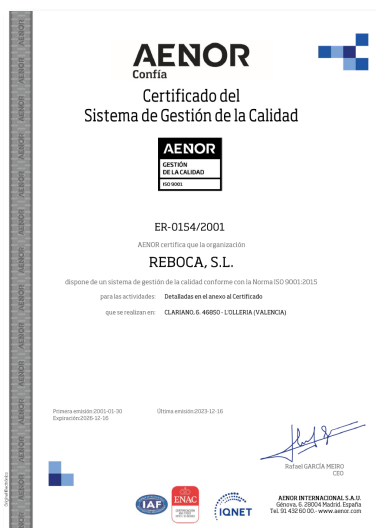 AENOR
Confía
Certificado del
Sistema de Gestión de la Calidad
AENOR
GESTIÓN
DE LA CALIDAD
ISO 9001
ER-0154/2001
AENOR certifica que la organización
REBOCA, S.L.
dispone de un sistema de gestión de la calidad conforme con la Norma ISO 9001:2015
para las actividades: Detalladas en el anexo al Certificado
que se realizan en: CLARIANO, 6. 46850 - L'OLLERIA (VALENCIA)
Primera emisión: 2001-01-30 Última emisión: 2023-12-16
Expiración: 2026-12-16
Rafael GARCÍA MEIRO
CEO
IAF
ENAC
IQNET
AENOR INTERNACIONAL S.A.U.
Génova, 6. 28004 Madrid. España
Tel. 91 432 60 00.- www.aenor.com
Original Electrónico